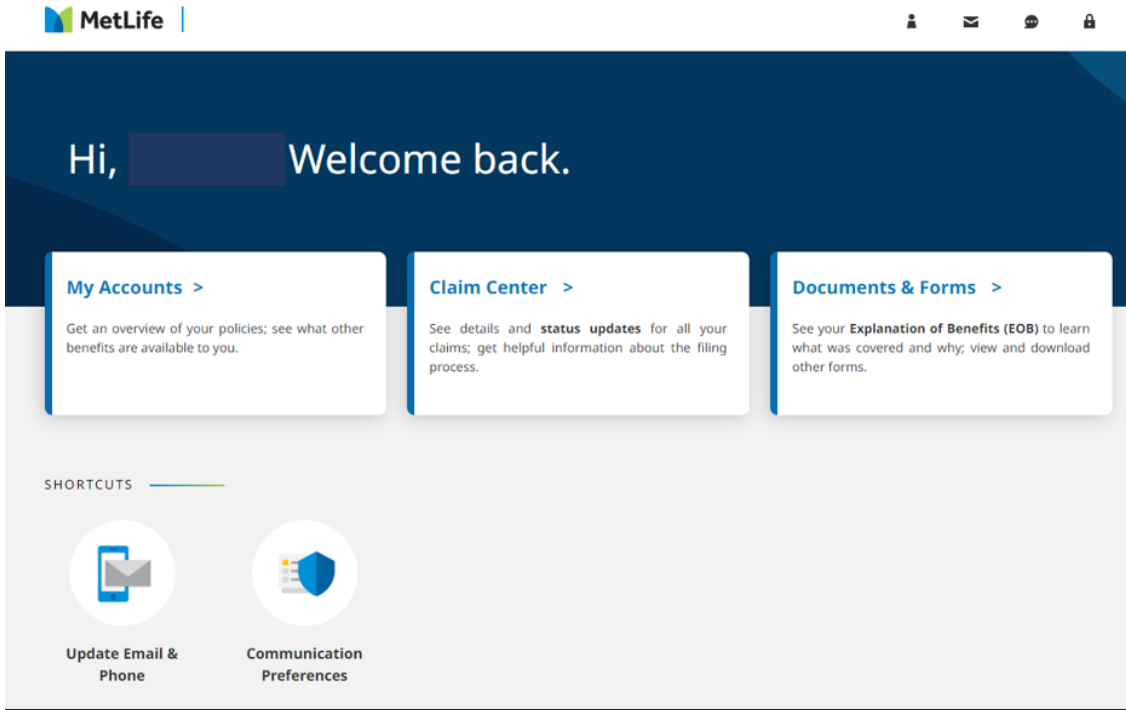 MetLife
Hi, Welcome back.
My Accounts >
Get an overview of your policies; see what other
benefits are available to you.
Claim Center >
See details and status updates for all your
claims; get helpful information about the filing
process.
Documents & Forms >
See your Explanation of Benefits (EOB) to learn
what was covered and why; view and download
other forms.
SHORTCUTS
Update Email &
Phone
Communication
Preferences